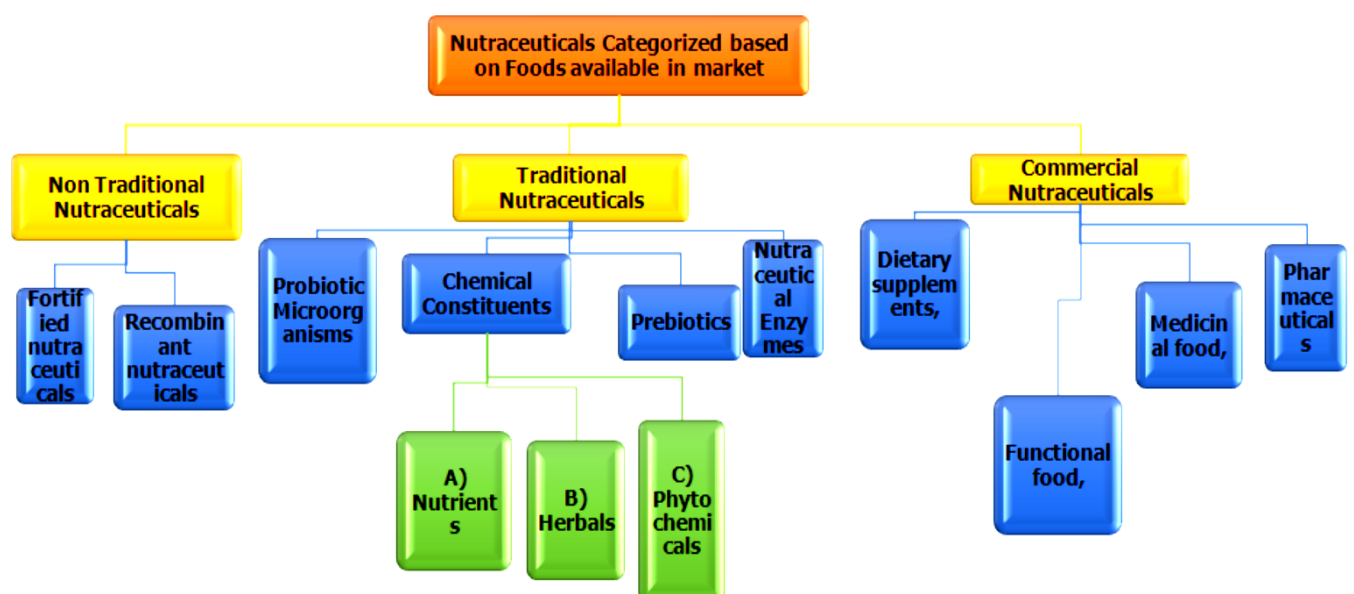 Nutraceuticals Categorized based
on Foods available in market
Non Traditional
Nutraceuticals
Traditional
Nutraceuticals
Commercial
Nutraceuticals
Fortif
ied
nutra
ceuti
cals
Recombin
ant
nutraceut
icals
Probiotic
Microorg
anisms
Chemical
Constituents
Prebiotics
Nutra
ceutic
al
Enzy
mes
Dietary
supplem
ents,
Functional
food,
Medicin
al food,
Phar
mace
utical
s
A)
Nutrient
s
B)
Herbals
C)
Phyto
chemi
cals